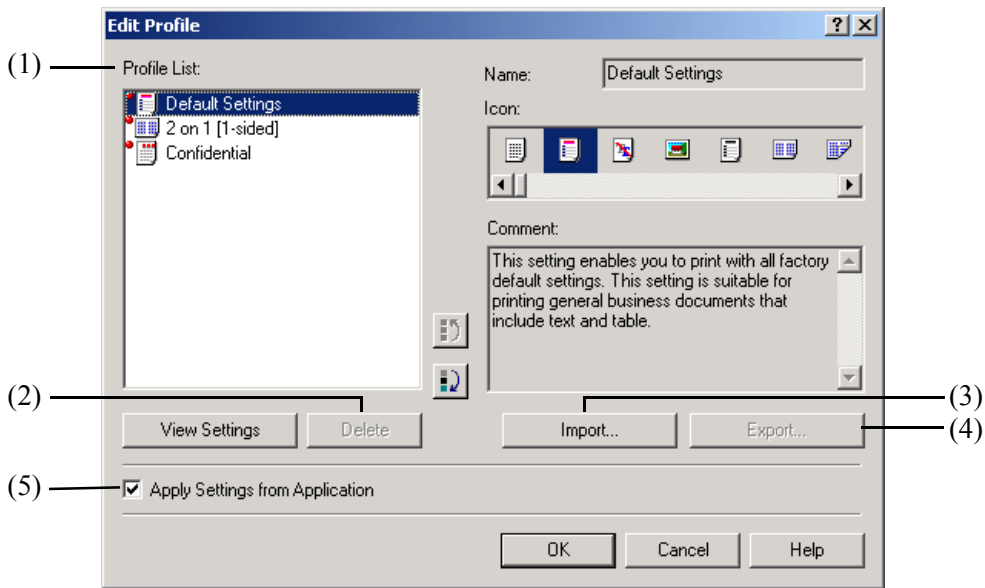 Edit Profile
(1)
Profile List:
Default Settings
2 on 1 [1-sided]
Confidential
Name:
Default Settings
Icon:
Comment:
This setting enables you to print with all factory
default settings. This setting is suitable for
printing general business documents that
include text and table.
(2)
(3)
View Settings
Delete
Import...
Export...
(4)
(5)
Apply Settings from Application
OK
Cancel
Help